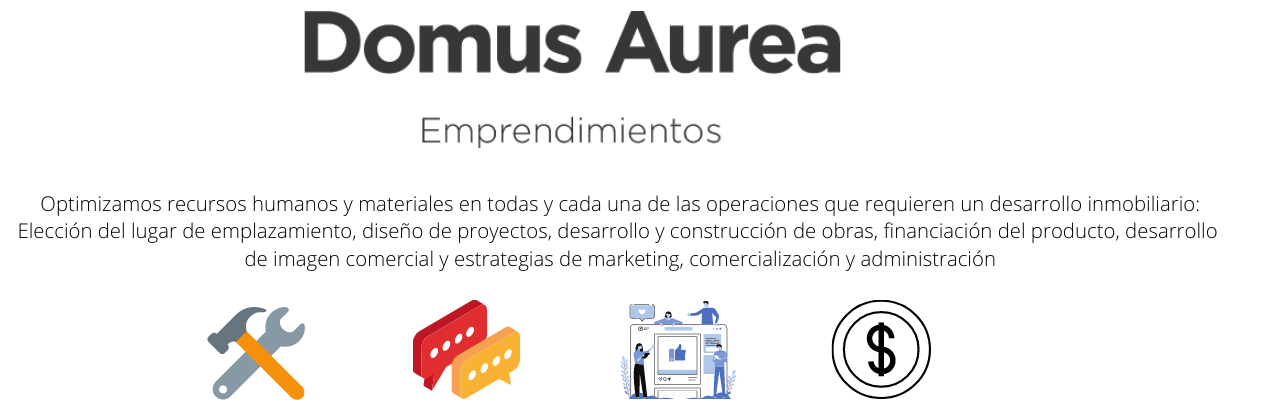 Domus Aurea
Emprendimientos
Optimizamos recursos humanos y materiales en todas y cada una de las operaciones que requieren un desarrollo inmobiliario:
Elección del lugar de emplazamiento, diseño de proyectos, desarrollo y construcción de obras, financiación del producto, desarrollo
de imagen comercial y estrategias de marketing, comercialización y administración
$